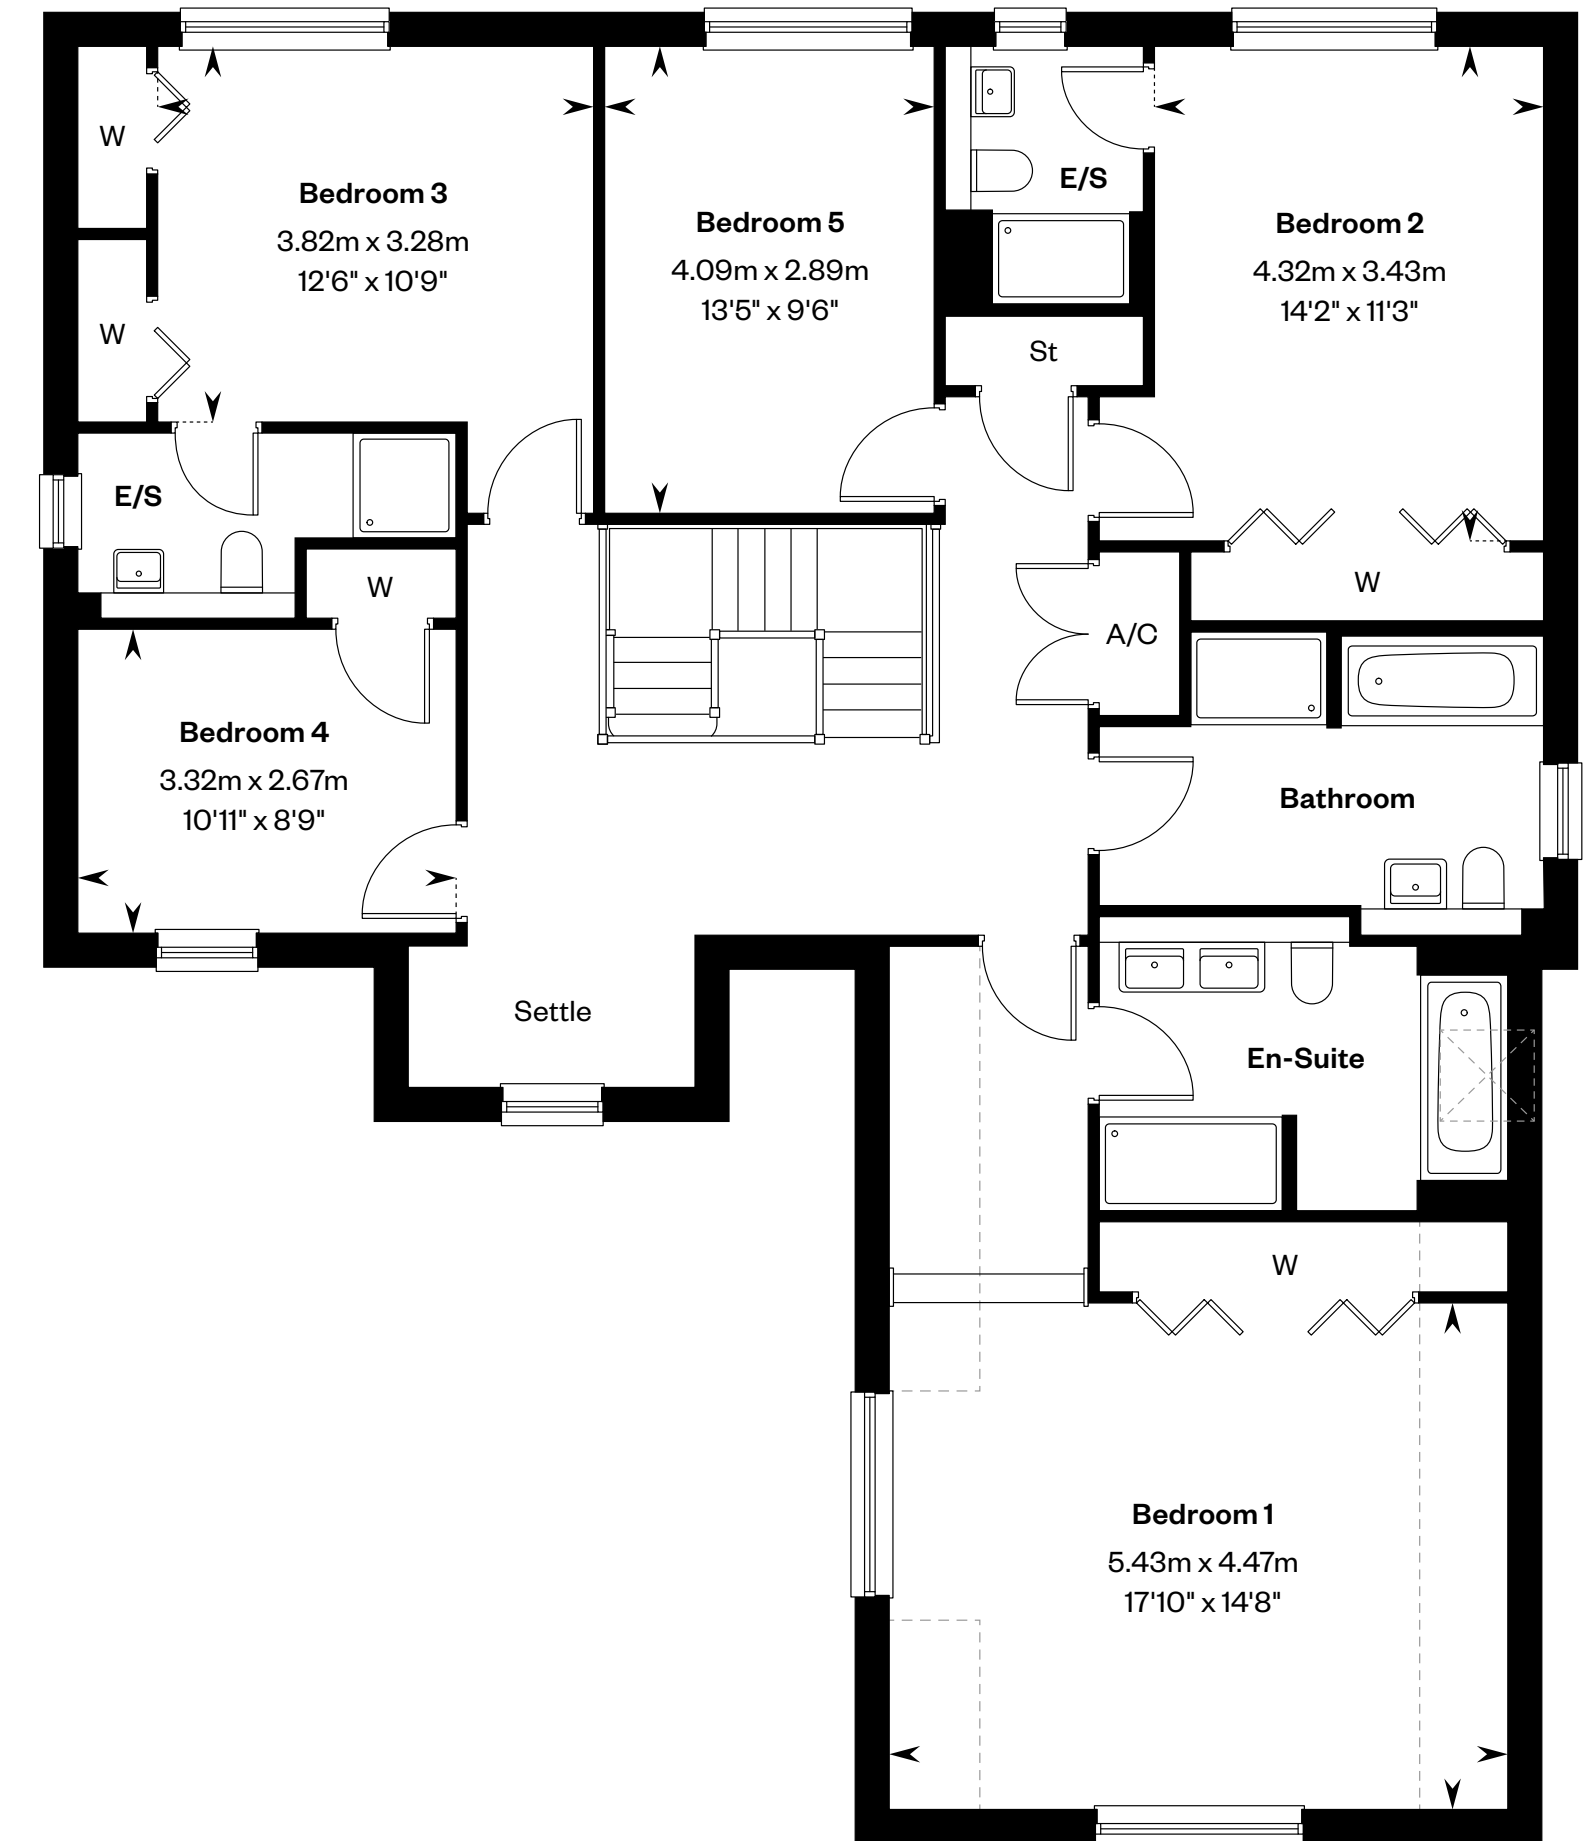 W
Bedroom 3
3.82m x 3.28m
12'6" x 10'9"
W
Bedroom 5
4.09m x 2.89m
13'5" x 9'6"
E/S
St
Bedroom 2
4.32m x 3.43m
14'2" x 11'3"
W
E/S
W
A/C
Bedroom 4
3.32m x 2.67m
10'11" x 8'9"
Bathroom
Settle
En-Suite
W
Bedroom 1
5.43m x 4.47m
17'10" x 14'8"